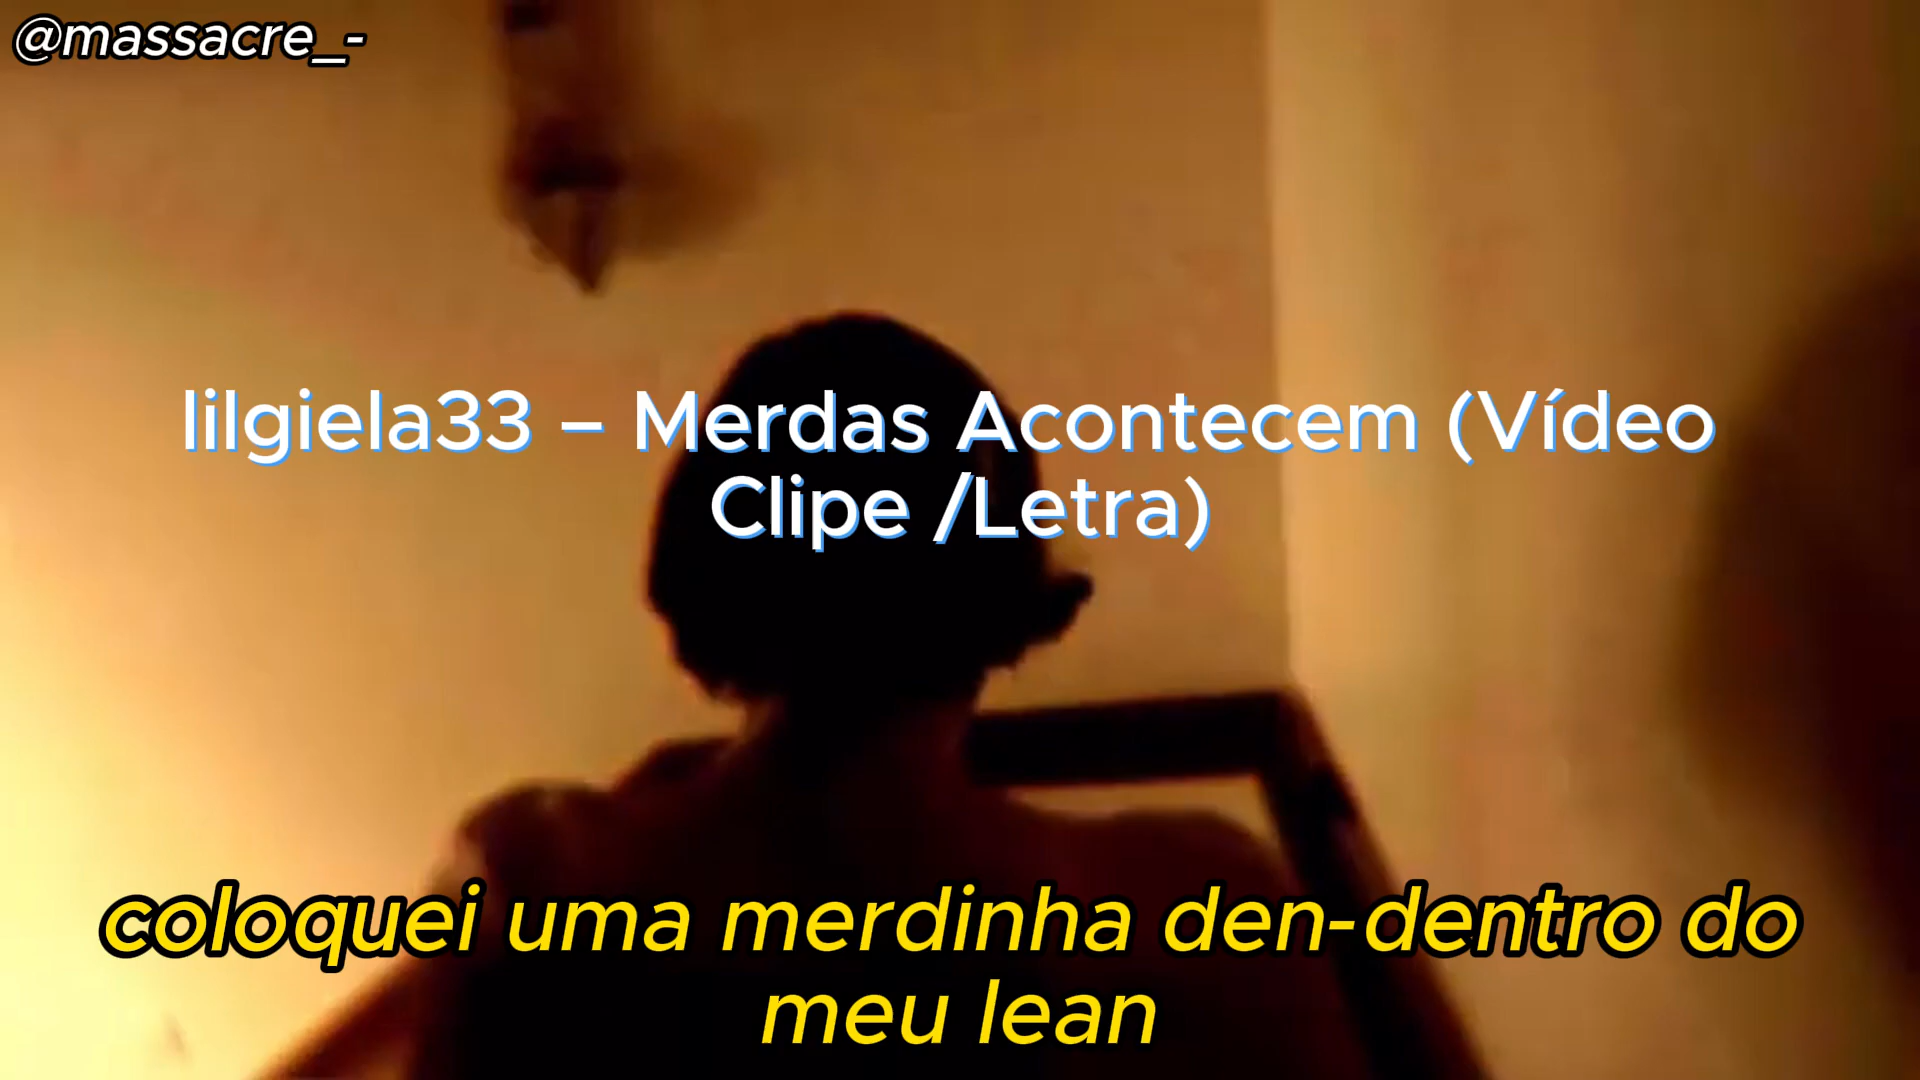 @massacre_-
lilgiela33 – Merdas Acontecem (Vídeo
Clipe /Letra)
coloquei uma merdinha den-dentro do
meu lean